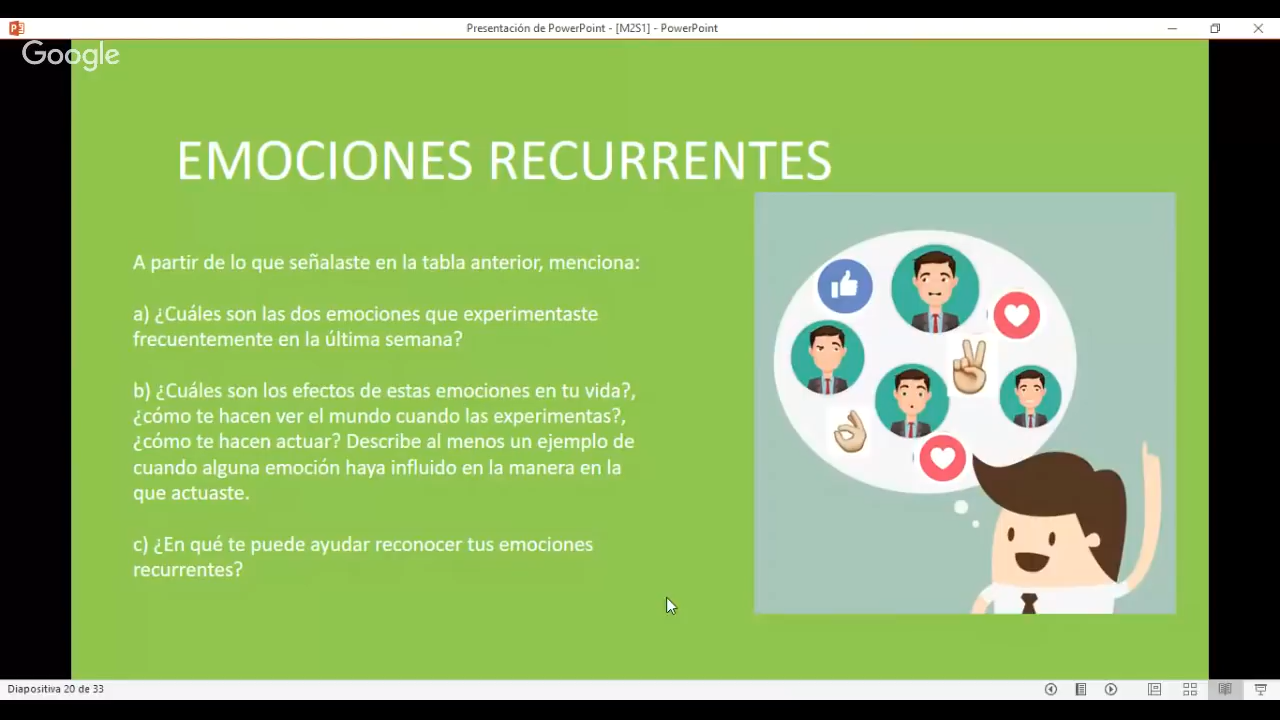 Presentación de PowerPoint - [M2S1] - PowerPoint
Google
EMOCIONES RECURRENTES
A partir de lo que señalaste en la tabla anterior, menciona:
a) ¿Cuáles son las dos emociones que experimentaste
frecuentemente en la última semana?
b) ¿Cuáles son los efectos de estas emociones en tu vida?,
¿cómo te hacen ver el mundo cuando las experimentas?,
¿cómo te hacen actuar? Describe al menos un ejemplo de
cuando alguna emoción haya influido en la manera en la
que actuaste.
c) ¿En qué te puede ayudar reconocer tus emociones
recurrentes?
Diapositiva 20 de 33